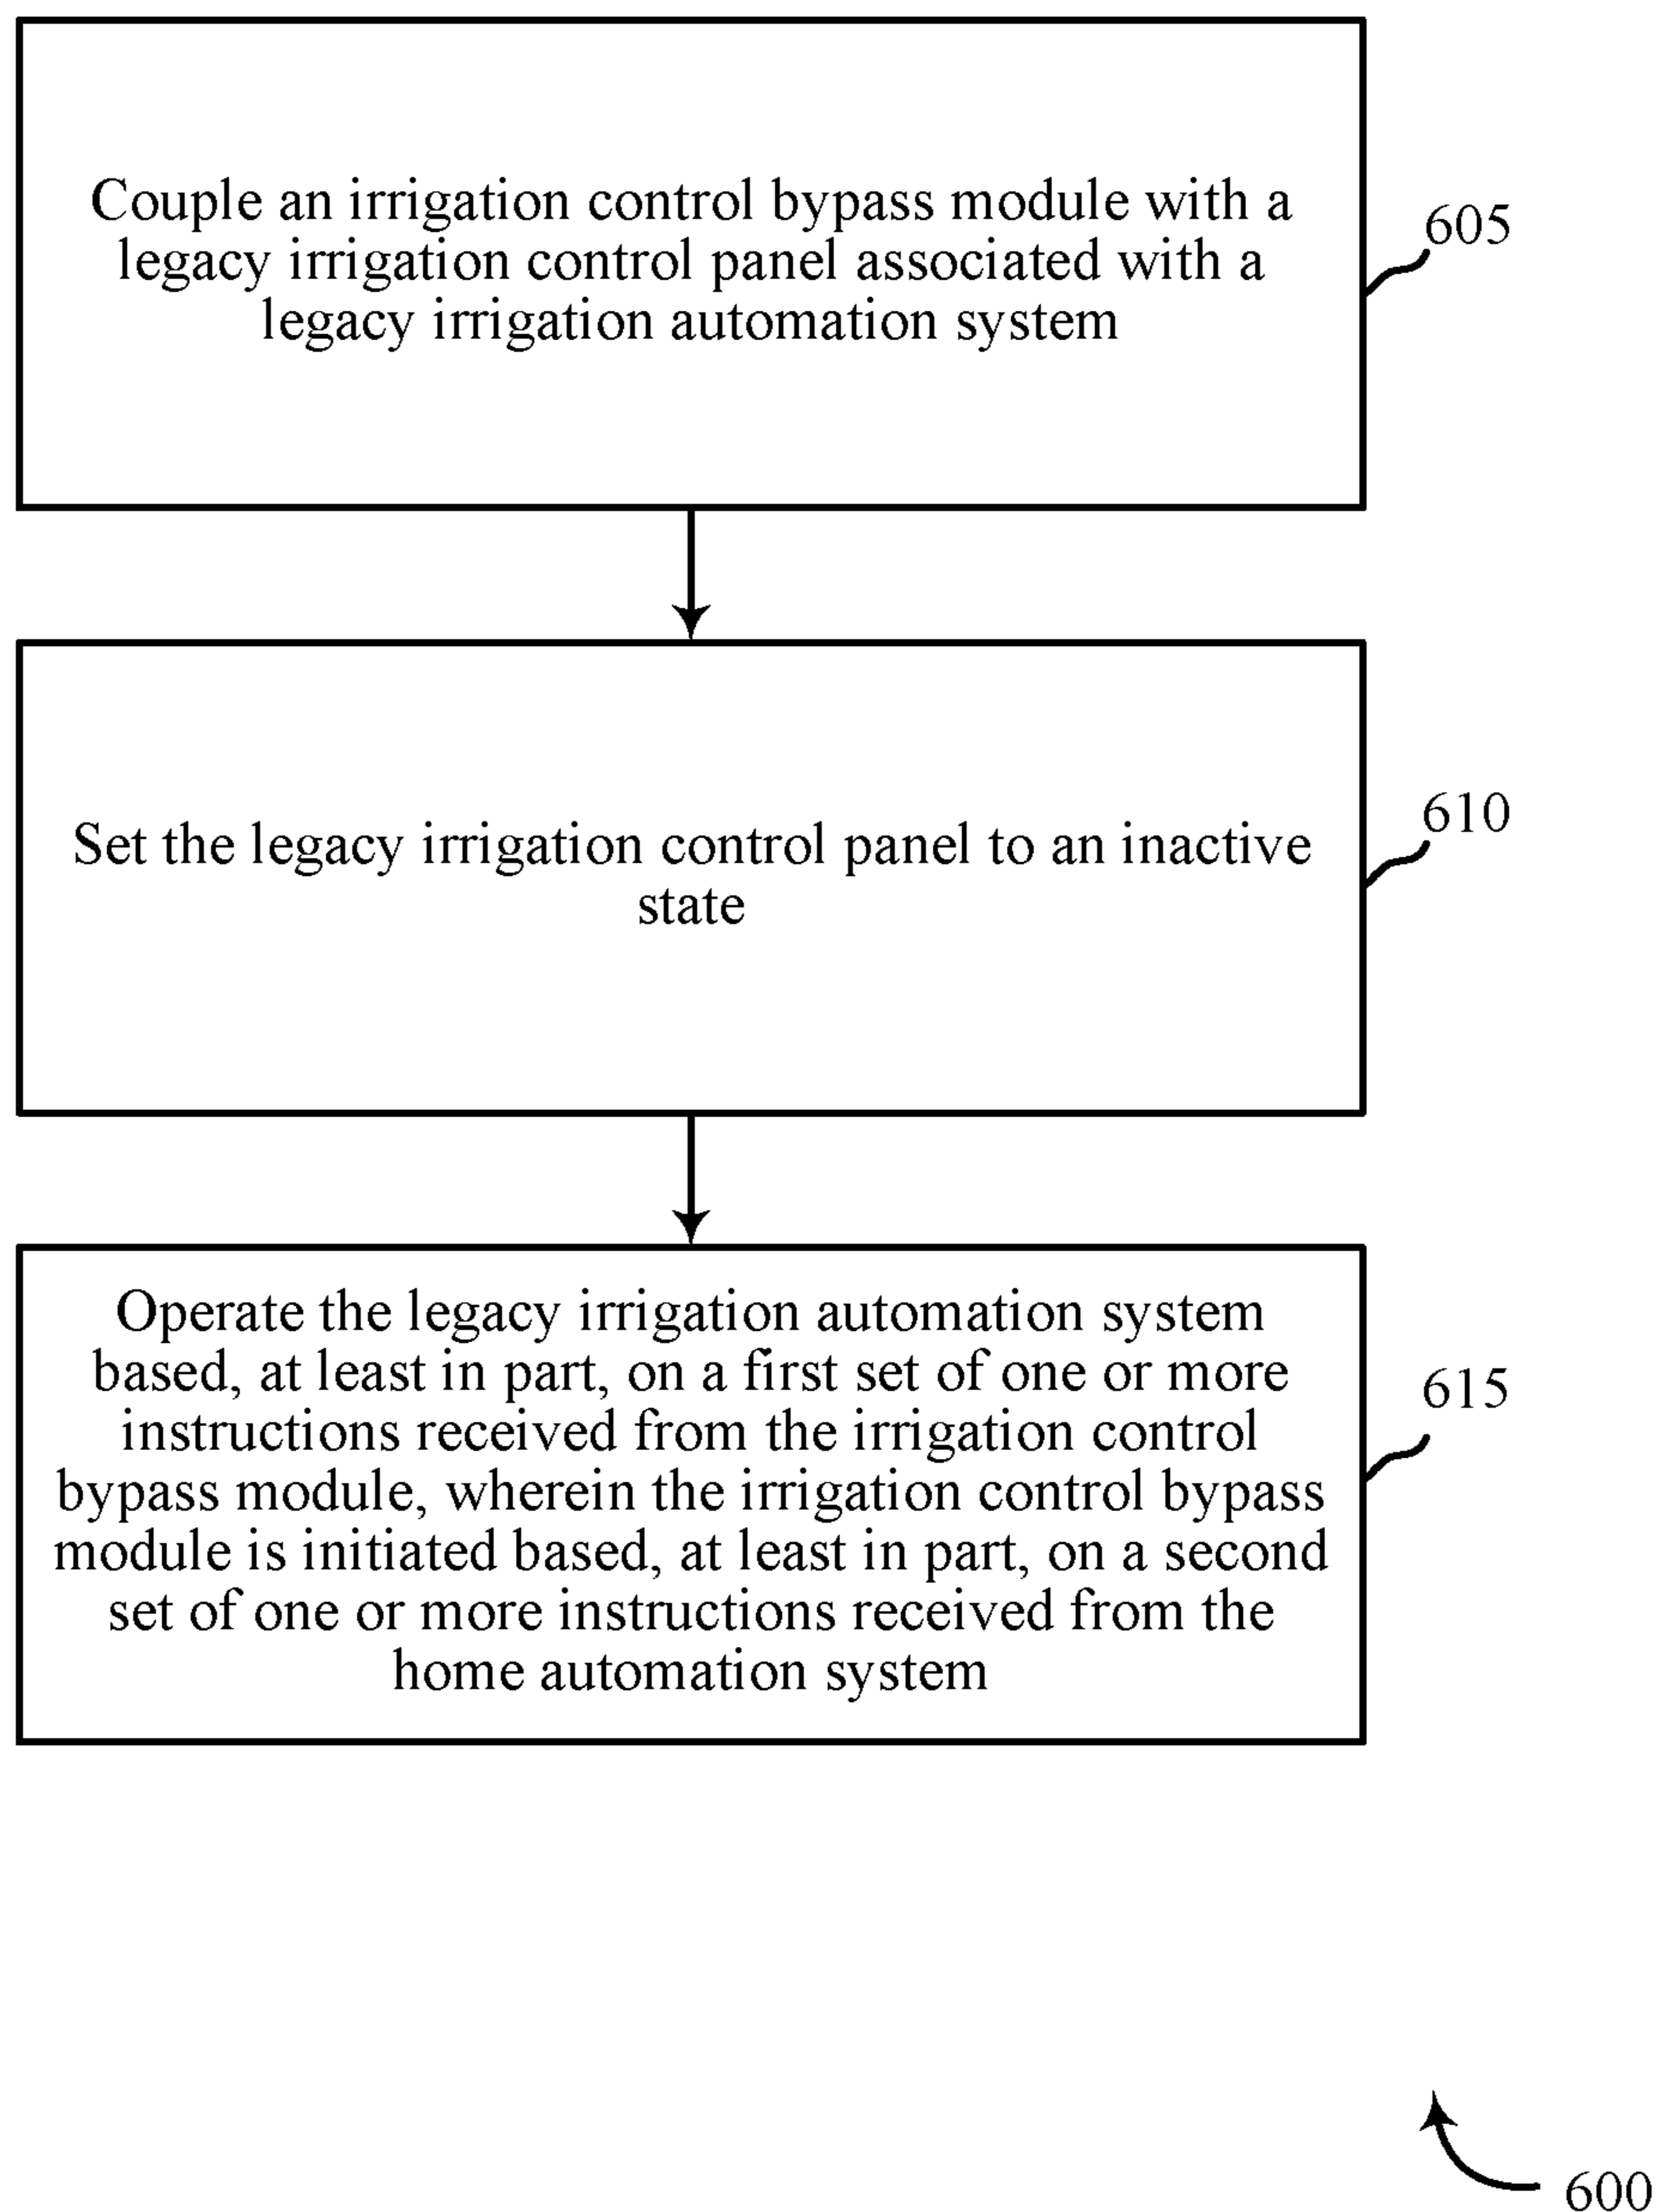 Couple an irrigation control bypass module with a
legacy irrigation control panel associated with a
legacy irrigation automation system
605
Set the legacy irrigation control panel to an inactive
state
610
Operate the legacy irrigation automation system
based, at least in part, on a first set of one or more
instructions received from the irrigation control
bypass module, wherein the irrigation control bypass
module is initiated based, at least in part, on a second
set of one or more instructions received from the
home automation system
615
600